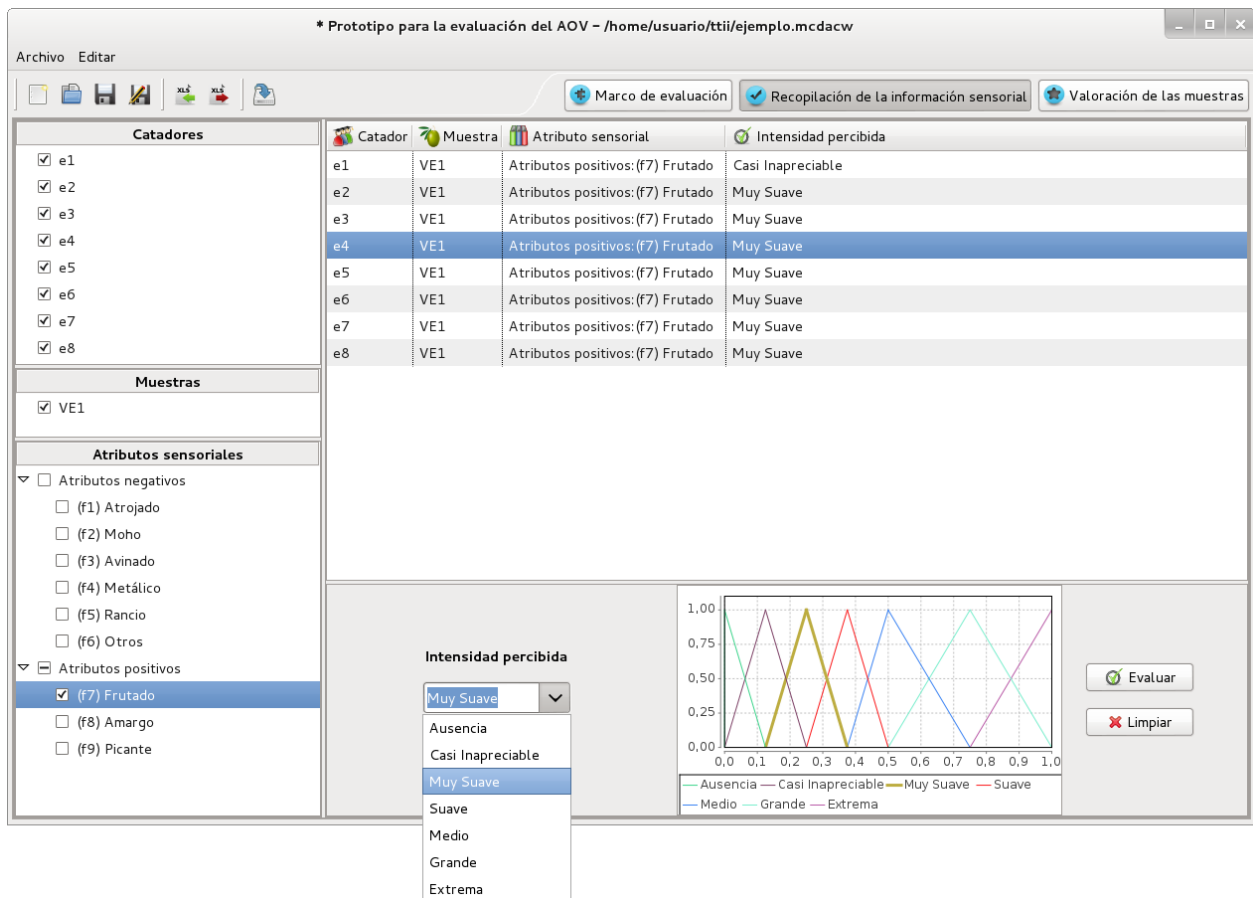 * Prototipo para la evaluación del AOV – /home/usuario/ttii/ejemplo.mcdacw
Archivo Editar
XLS XLS
Marco de evaluación Recopilación de la información sensorial Valoración de las muestras
Catadores
e1
e2
e3
e4
e5
e6
e7
e8
Muestras
VE1
Atributos sensoriales
Atributos negativos
(f1) Atrojado
(f2) Moho
(f3) Avinado
(f4) Metálico
(f5) Rancio
(f6) Otros
Atributos positivos
(f7) Frutado
(f8) Amargo
(f9) Picante
Catador Muestra Atributo sensorial Intensidad percibida
e1 VE1 Atributos positivos:(f7) Frutado Casi Inapreciable
e2 VE1 Atributos positivos:(f7) Frutado Muy Suave
e3 VE1 Atributos positivos:(f7) Frutado Muy Suave
e4 VE1 Atributos positivos:(f7) Frutado Muy Suave
e5 VE1 Atributos positivos:(f7) Frutado Muy Suave
e6 VE1 Atributos positivos:(f7) Frutado Muy Suave
e7 VE1 Atributos positivos:(f7) Frutado Muy Suave
e8 VE1 Atributos positivos:(f7) Frutado Muy Suave
Intensidad percibida
Muy Suave
Ausencia
Casi Inapreciable
Muy Suave
Suave
Medio
Grande
Extrema
1,00
0,75
0,50
0,25
0,00
0,0 0,1 0,2 0,3 0,4 0,5 0,6 0,7 0,8 0,9 1,0
Ausencia Casi Inapreciable Muy Suave Suave
Medio Grande Extrema
Evaluar
Limpiar